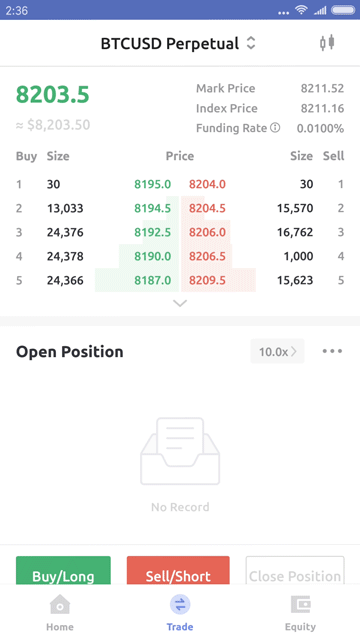 2:36
BTCUSD Perpetual
8203.5
≈ $8,203.50
Mark Price 8211.52
Index Price 8211.16
Funding Rate 0.0100%
Buy Size Price Size Sell
1 30 8195.0 8204.0 30 1
2 13,033 8194.5 8204.5 15,570 2
3 24,376 8192.5 8206.0 16,762 3
4 24,378 8190.0 8206.5 1,000 4
5 24,366 8187.0 8209.5 15,623 5
Open Position 10.0x
No Record
Buy/Long Sell/Short Close Position
Home Trade Equity